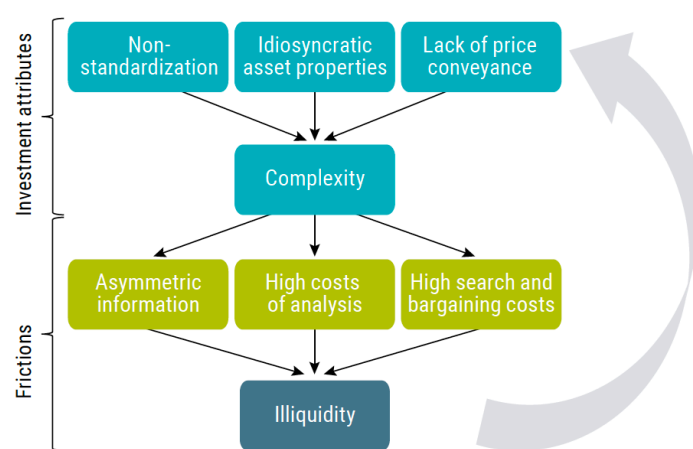 Investment attributes
Non-
standardization
Idiosyncratic
asset properties
Lack of price
conveyance
Complexity
Frictions
Asymmetric
information
High costs
of analysis
High search and
bargaining costs
Illiquidity